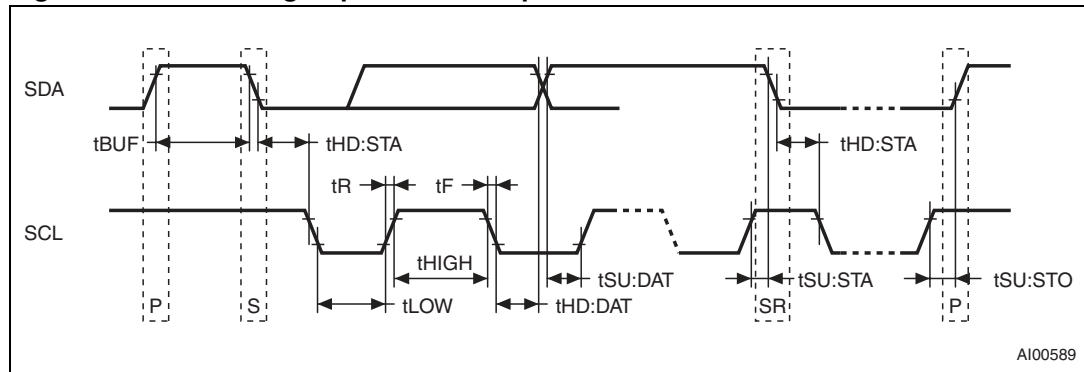 SDA
tBUF
tHD:STA
tHD:STA
tR
tF
SCL
tHIGH
tSU:DAT
tSU:STA
tSU:STO
P
S
tLOW
tHD:DAT
SR
P
AI00589